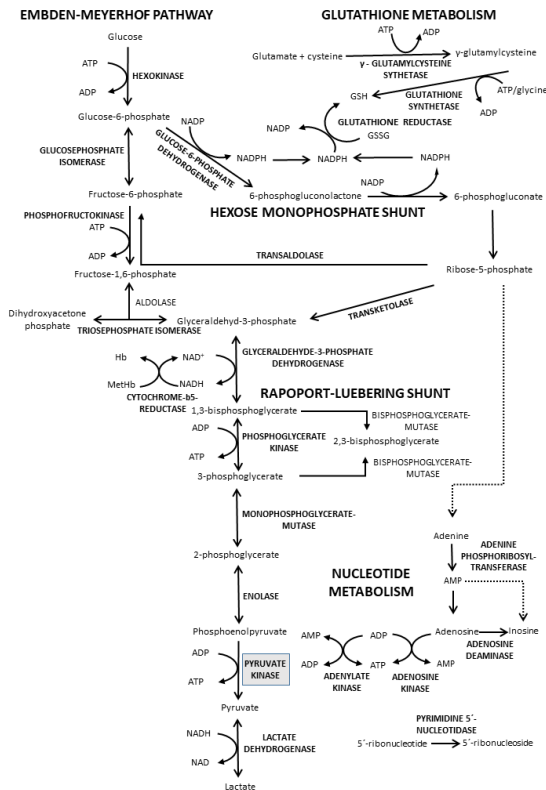 EMBDEN-MEYERHOF PATHWAY
GLUTATHIONE METABOLISM
Glucose
ATP
HEXOKINASE
ADP
Glucose-6-phosphate
ATP
ADP
Glutamate + cysteine
γ-glutamylcysteine
γ - GLUTAMYLCYSTEINE
SYTHETASE
GSH
GLUTATHIONE
SYNTHETASE
ATP/glycine
ADP
GLUTATHIONE REDUCTASE
NADP
GSSG
NADP
GLUCOSE-6-PHOSPHATE
DEHYDROGENASE
NADPH
NADPH
NADPH
GLUCOSEPHOSPHATE
ISOMERASE
Fructose-6-phosphate
6-phosphogluconolactone
NADP
6-phosphogluconate
HEXOSE MONOPHOSPHATE SHUNT
PHOSPHOFRUCTOKINASE
ATP
ADP
TRANSALDOLASE
Fructose-1,6-phosphate
Ribose-5-phosphate
ALDOLASE
TRANSKETOLASE
Dihydroxyacetone
phosphate
TRIOSEPHOSPHATE ISOMERASE
Glyceraldehyd-3-phosphate
Hb
NAD⁺
GLYCERALDEHYDE-3-PHOSPHATE
DEHYDROGENASE
MetHb
NADH
CYTOCHROME-b5-
REDUCTASE
RAPOPORT-LUEBERING SHUNT
1,3-bisphosphoglycerate
BISPHOSPHOGLYCERATE-
MUTASE
ADP
PHOSPHOGLYCERATE
KINASE
2,3-bisphosphoglycerate
ATP
BISPHOSPHOGLYCERATE-
MUTASE
3-phosphoglycerate
MONOPHOSPHOGLYCERATE-
MUTASE
2-phosphoglycerate
Adenine
ADENINE
PHOSPHORIBOSYL-
TRANSFERASE
AMP
NUCLEOTIDE
METABOLISM
ENOLASE
Phosphoenolpyruvate
AMP
ADP
Adenosine
Inosine
ADENOSINE
DEAMINASE
ADP
PYRUVATE
KINASE
ATP
ADP
ATP
AMP
ADENYLATE
KINASE
ADENOSINE
KINASE
Pyruvate
NADH
LACTATE
DEHYDROGENASE
NAD
PYRIMIDINE 5´-
NUCLEOTIDASE
5´-ribonucleotide
5´-ribonucleoside
Lactate